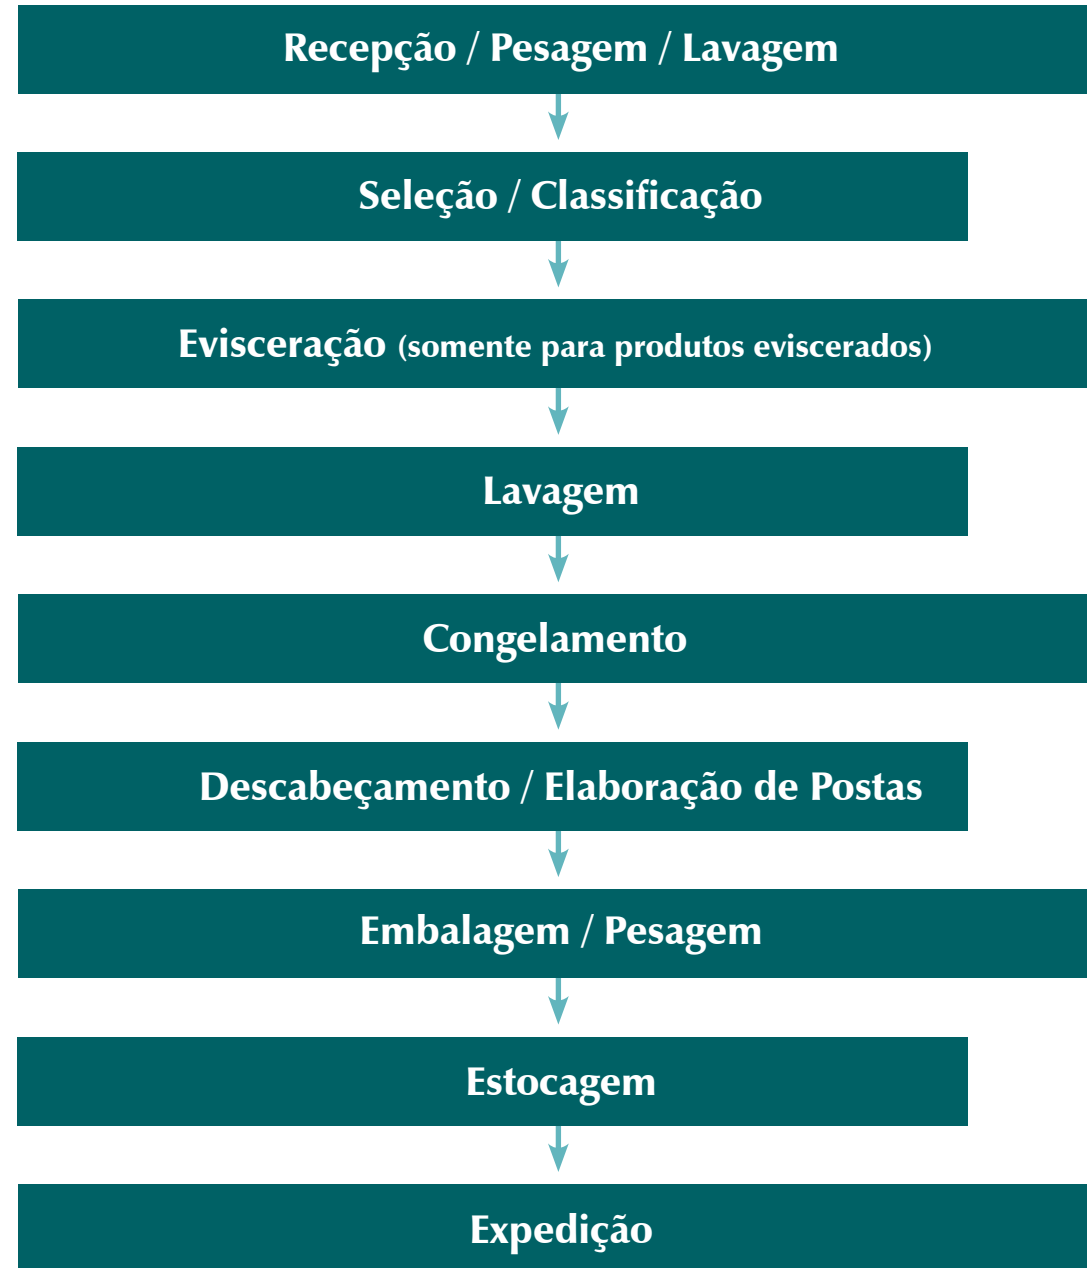 Recepção / Pesagem / Lavagem
Seleção / Classificação
Evisceração (somente para produtos eviscerados)
Lavagem
Congelamento
Descabeçamento / Elaboração de Postas
Embalagem / Pesagem
Estocagem
Expedição